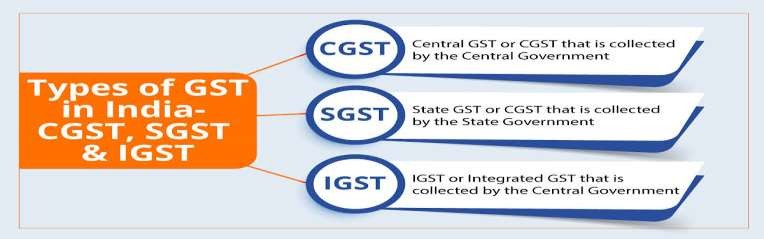 Types of GST
in India-
CGST, SGST
& IGST
CGST
Central GST or CGST that is collected
by the Central Government
SGST
State GST or CGST that is collected
by the State Government
IGST
IGST or Integrated GST that is
collected by the Central Government